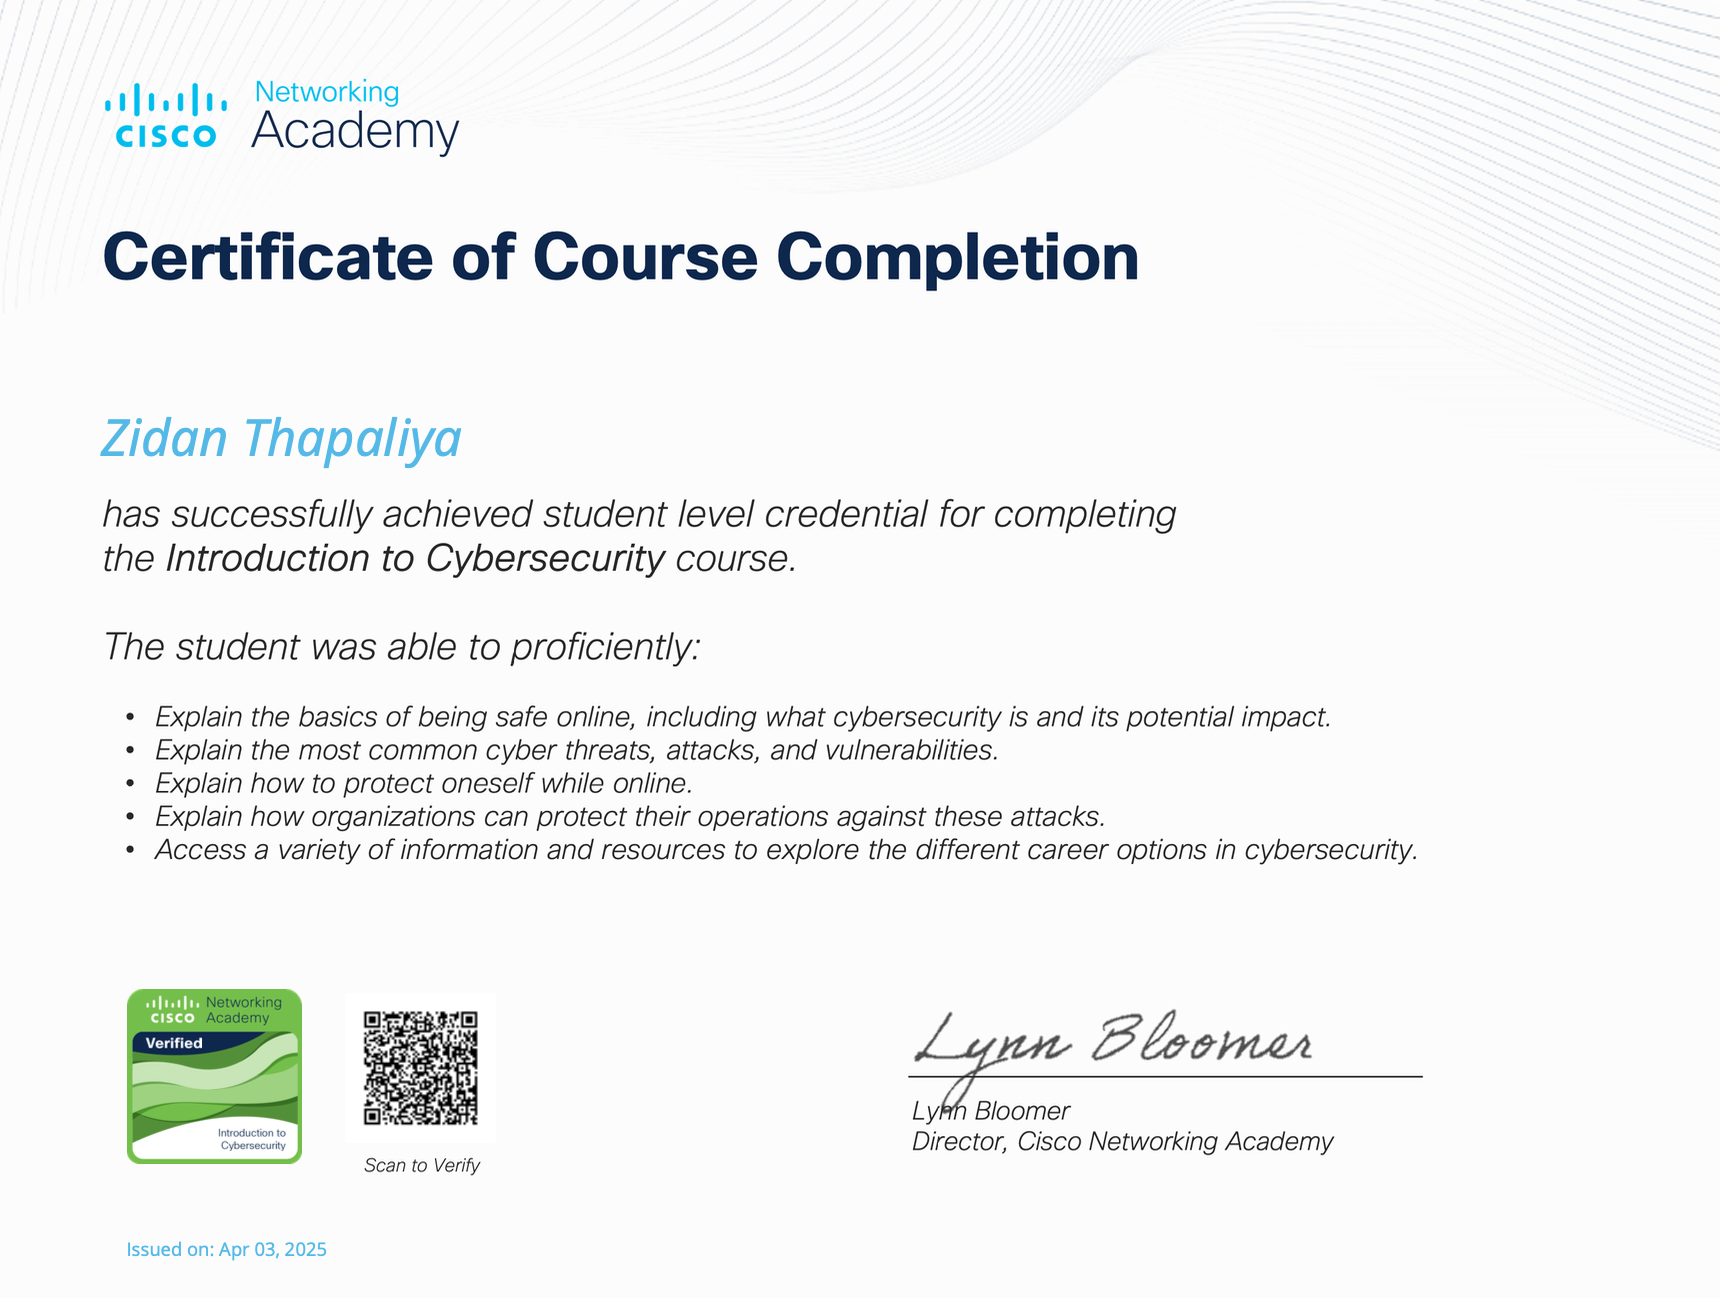 Networking
CISCO Academy
Certificate of Course Completion
Zidan Thapaliya
has successfully achieved student level credential for completing
the Introduction to Cybersecurity course.
The student was able to proficiently:
• Explain the basics of being safe online, including what cybersecurity is and its potential impact.
• Explain the most common cyber threats, attacks, and vulnerabilities.
• Explain how to protect oneself while online.
• Explain how organizations can protect their operations against these attacks.
• Access a variety of information and resources to explore the different career options in cybersecurity.
Networking
CISCO Academy
Verified
Introduction to
Cybersecurity
Scan to Verify
Lynn Bloomer
Lynn Bloomer
Director, Cisco Networking Academy
Issued on: Apr 03, 2025